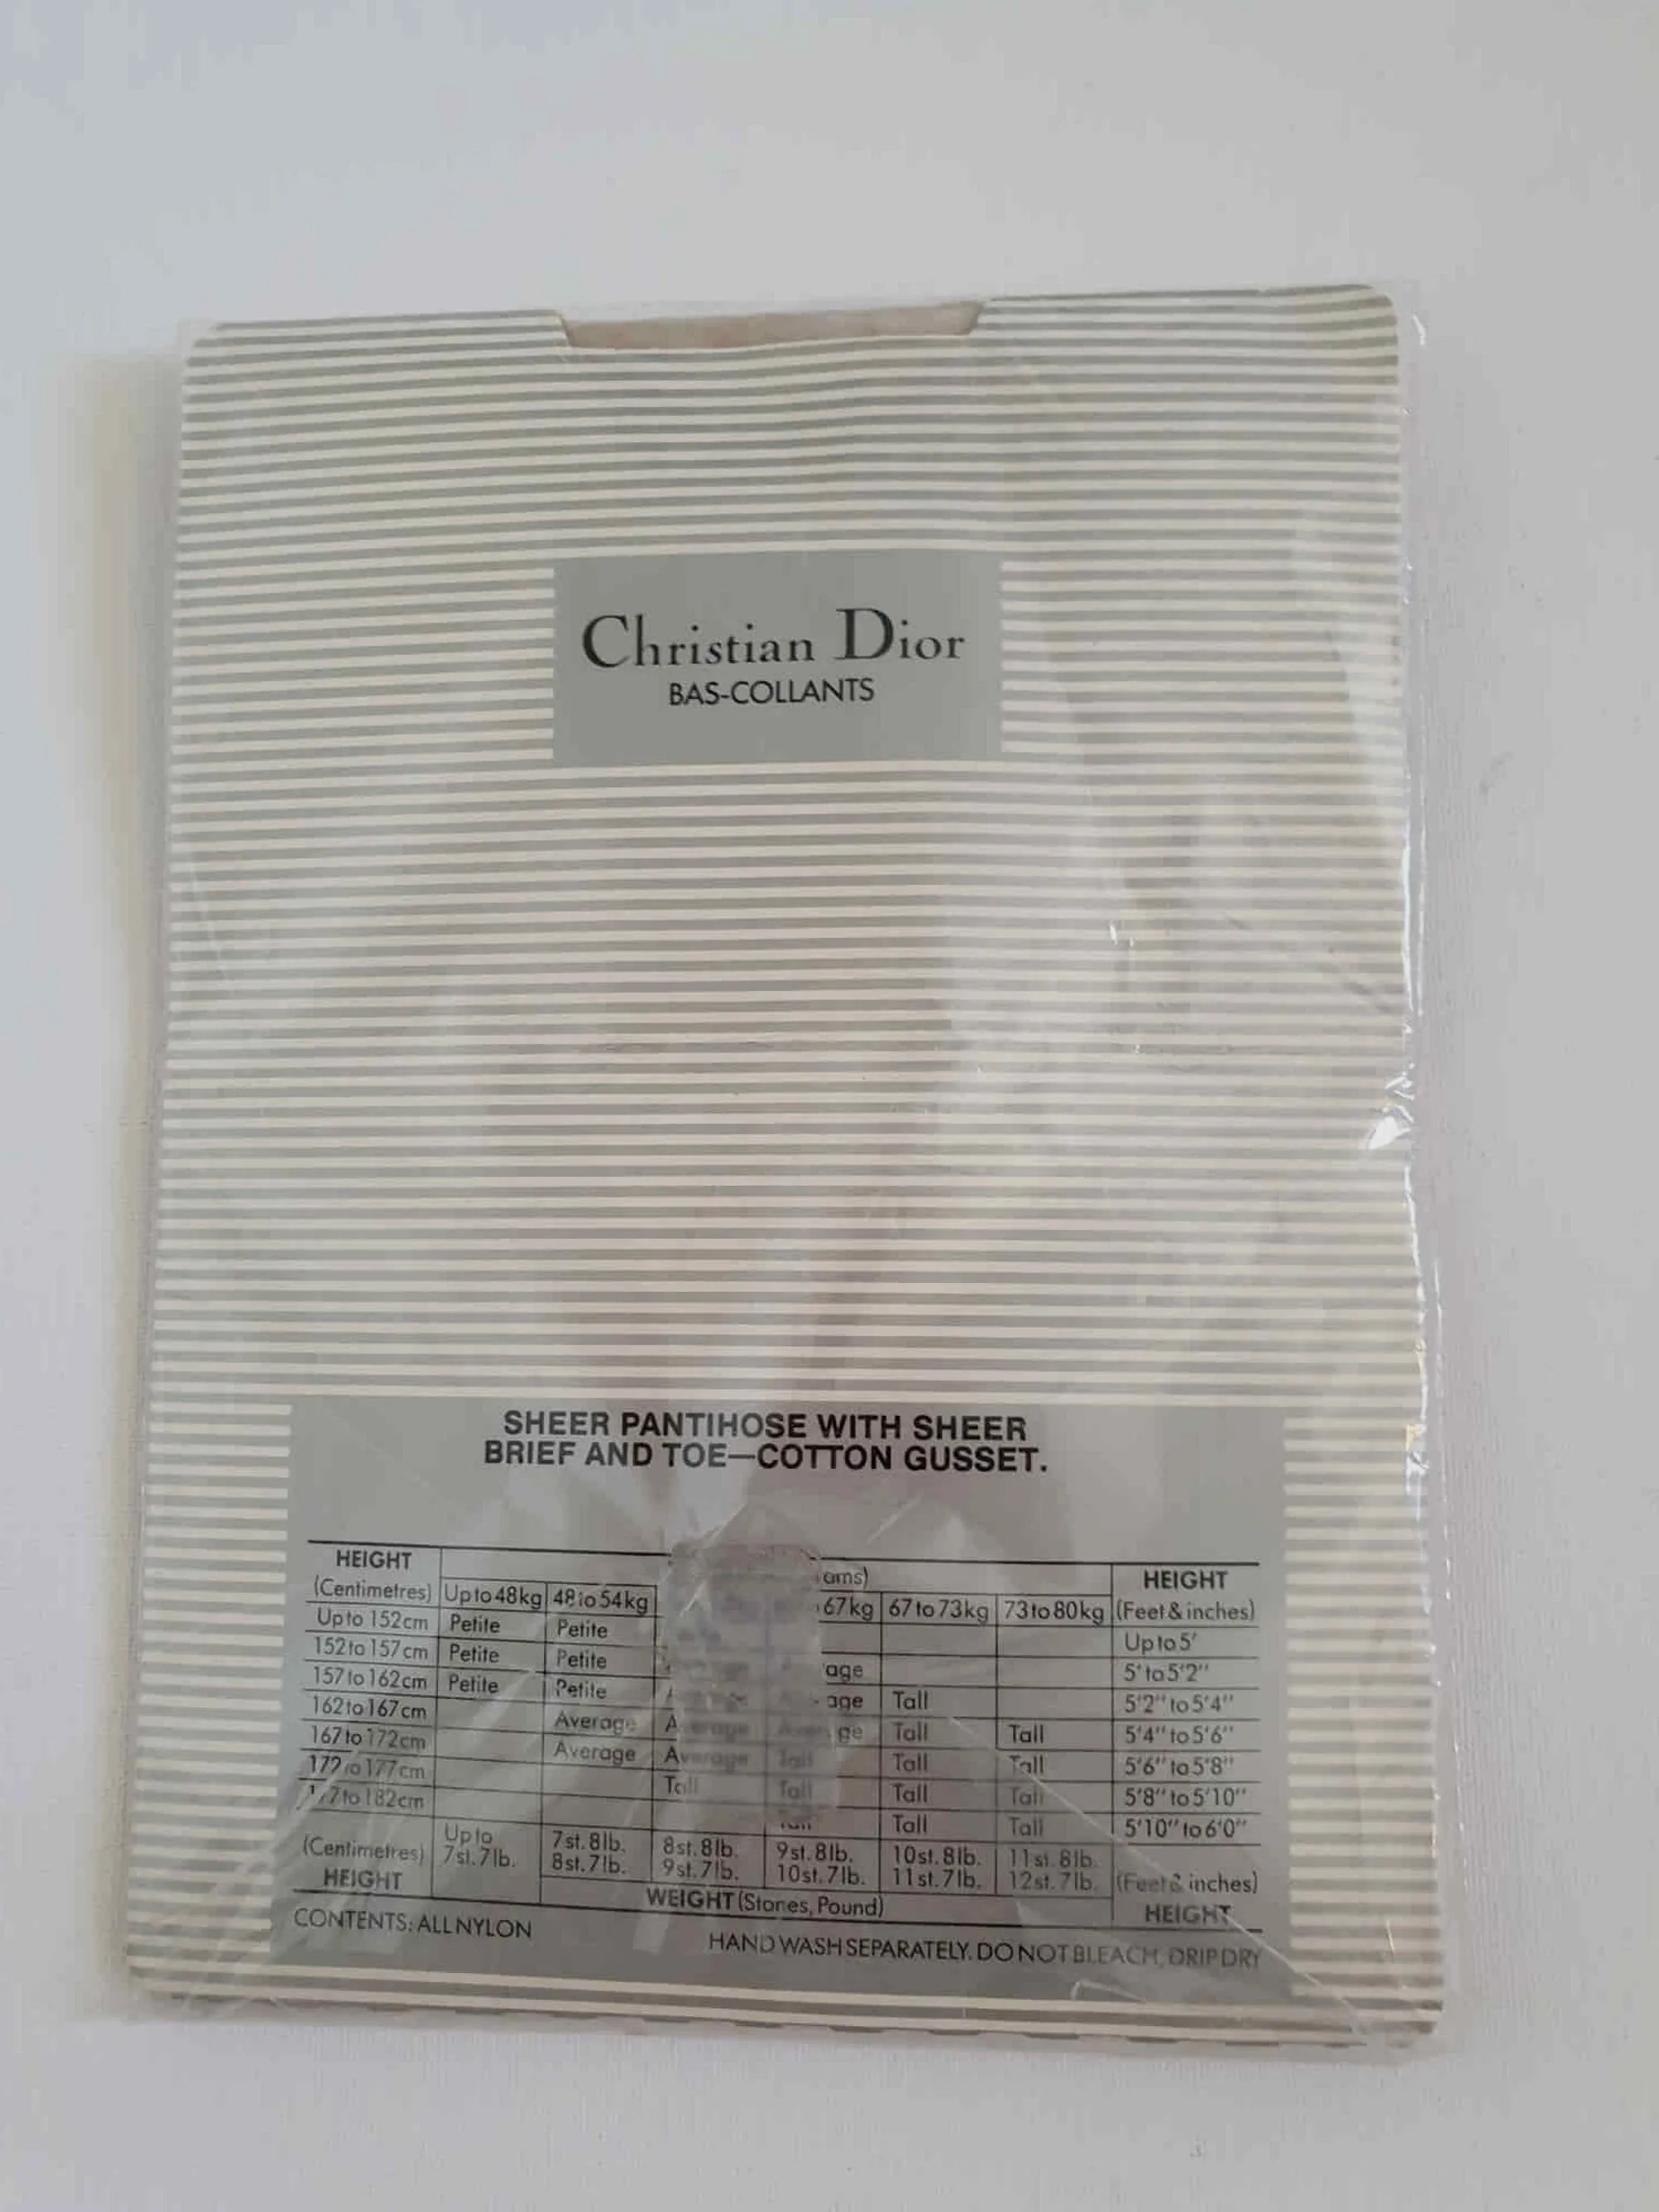 Christian Dior
BAS-COLLANTS
SHEER PANTIHOSE WITH SHEER
BRIEF AND TOE—COTTON GUSSET.
HEIGHT ams) HEIGHT
(Centimetres) Up to 48kg 48 to 54kg 67kg 67 to 73kg 73 to 80kg (Feet & inches)
Up to 152cm Petite Petite Up to 5'
152 to 157cm Petite Petite age 5' to 5'2"
157 to 162cm Petite Petite age Tall 5'2" to 5'4"
162 to 167cm Average Average Average Tall Tall 5'4" to 5'6"
167 to 172cm Average Average Tall Tall Tall 5'6" to 5'8"
172 to 177cm Tall Tall Tall Tall 5'8" to 5'10"
177 to 182cm Tall Tall 5'10" to 6'0"
(Centimetres) Up to 7st. 8lb. 8st. 8lb. 9st. 8lb. 10st. 8lb. 11st. 8lb.
7st. 7lb. 8st. 7lb. 9st. 7lb. 10st. 7lb. 11st. 7lb. 12st. 7lb. (Feet & inches)
HEIGHT WEIGHT (Stones, Pound) HEIGHT
CONTENTS: ALL NYLON
HAND WASH SEPARATELY. DO NOT BLEACH, DRIP DRY